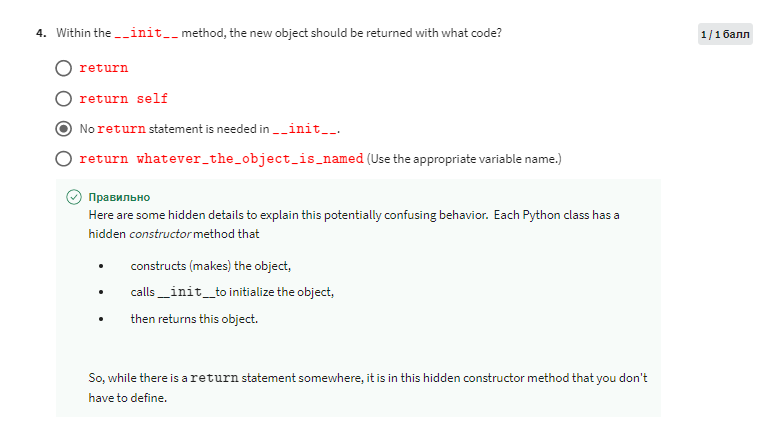 4. Within the __init__ method, the new object should be returned with what code?
1 / 1 балл
return
return self
No return statement is needed in __init__.
return whatever_the_object_is_named (Use the appropriate variable name.)
Правильно
Here are some hidden details to explain this potentially confusing behavior. Each Python class has a
hidden constructor method that
• constructs (makes) the object,
• calls __init__to initialize the object,
• then returns this object.
So, while there is a return statement somewhere, it is in this hidden constructor method that you don't
have to define.